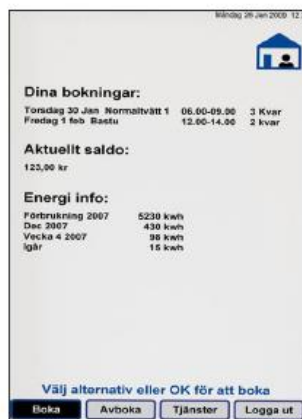 Måndag 28 Jan 2008 12.
Dina bokningar:
Torsdag 30 Jan Normaltvätt 1 06.00-09.00 3 Kvar
Fredag 1 feb Bastu 12.00-14.00 2 kvar
Aktuellt saldo:
123,00 kr
Energi info:
Förbrukning 2007 5230 kwh
Dec 2007 430 kwh
Vecka 4 2007 98 kwh
Igår 15 kwh
Välj alternativ eller OK för att boka
Boka Avboka Tjänster Logga ut